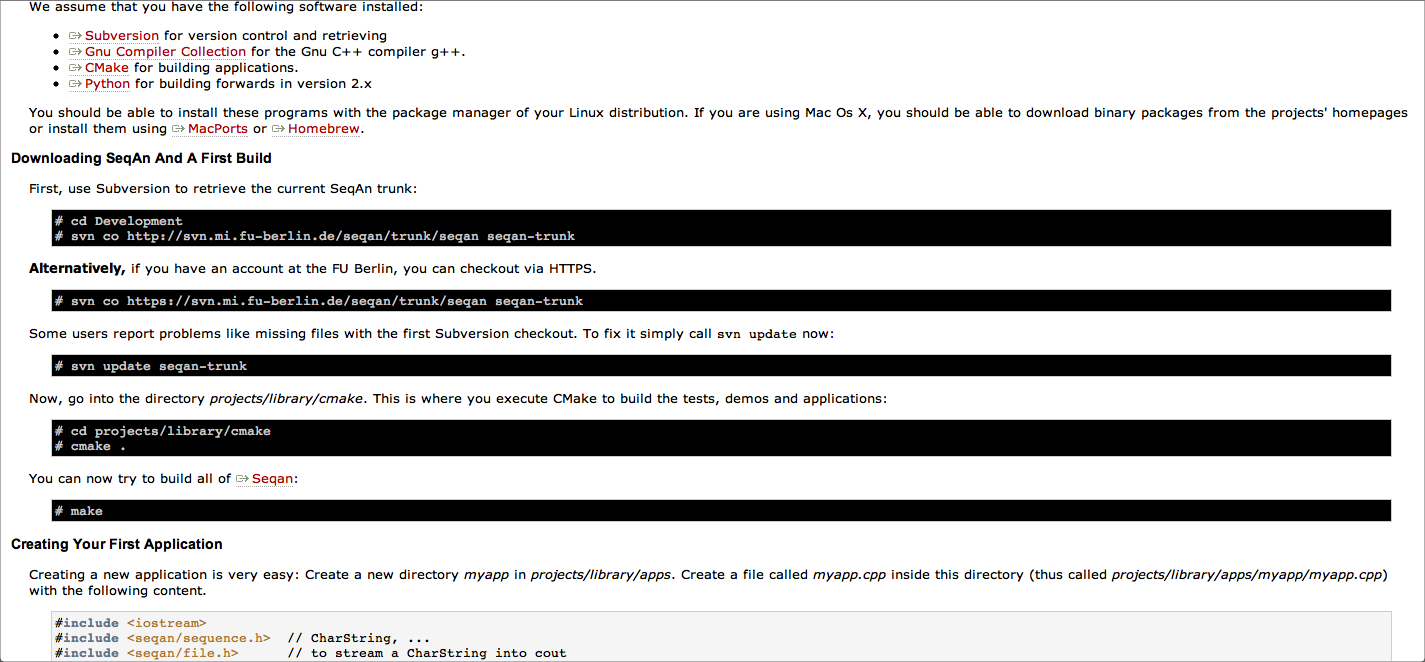 We assume that you have the following software installed:
Subversion for version control and retrieving
Gnu Compiler Collection for the Gnu C++ compiler g++.
CMake for building applications.
Python for building forwards in version 2.x
You should be able to install these programs with the package manager of your Linux distribution. If you are using Mac Os X, you should be able to download binary packages from the projects' homepages
or install them using MacPorts or Homebrew.
Downloading SeqAn And A First Build
First, use Subversion to retrieve the current SeqAn trunk:
# cd Development
# svn co http://svn.mi.fu-berlin.de/seqan/trunk/seqan seqan-trunk
Alternatively, if you have an account at the FU Berlin, you can checkout via HTTPS.
# svn co https://svn.mi.fu-berlin.de/seqan/trunk/seqan seqan-trunk
Some users report problems like missing files with the first Subversion checkout. To fix it simply call svn update now:
# svn update seqan-trunk
Now, go into the directory projects/library/cmake. This is where you execute CMake to build the tests, demos and applications:
# cd projects/library/cmake
# cmake .
You can now try to build all of Seqan:
# make
Creating Your First Application
Creating a new application is very easy: Create a new directory myapp in projects/library/apps. Create a file called myapp.cpp inside this directory (thus called projects/library/apps/myapp/myapp.cpp)
with the following content.
#include <iostream>
#include <seqan/sequence.h>  // CharString, ...
#include <seqan/file.h>      // to stream a CharString into cout